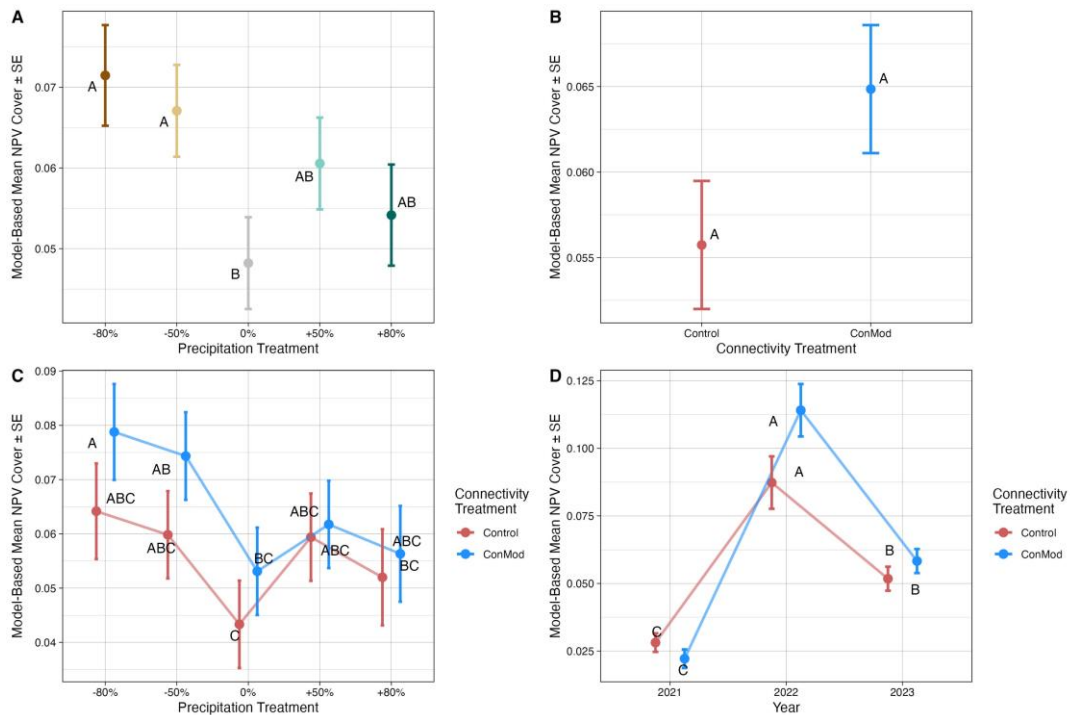 A
Model-Based Mean NPV Cover ± SE
0.07
0.06
0.05
A
A
B
AB
AB
-80%
-50%
0%
+50%
+80%
Precipitation Treatment
B
Model-Based Mean NPV Cover ± SE
0.065
0.060
0.055
A
A
Control
ConMod
Connectivity Treatment
C
Model-Based Mean NPV Cover ± SE
0.09
0.08
0.07
0.06
0.05
0.04
A
ABC
AB
ABC
BC
C
ABC
ABC
ABC
BC
-80%
-50%
0%
+50%
+80%
Precipitation Treatment
Connectivity
Treatment
Control
ConMod
D
Model-Based Mean NPV Cover ± SE
0.125
0.100
0.075
0.050
0.025
C
C
A
A
B
B
2021
2022
2023
Year
Connectivity
Treatment
Control
ConMod